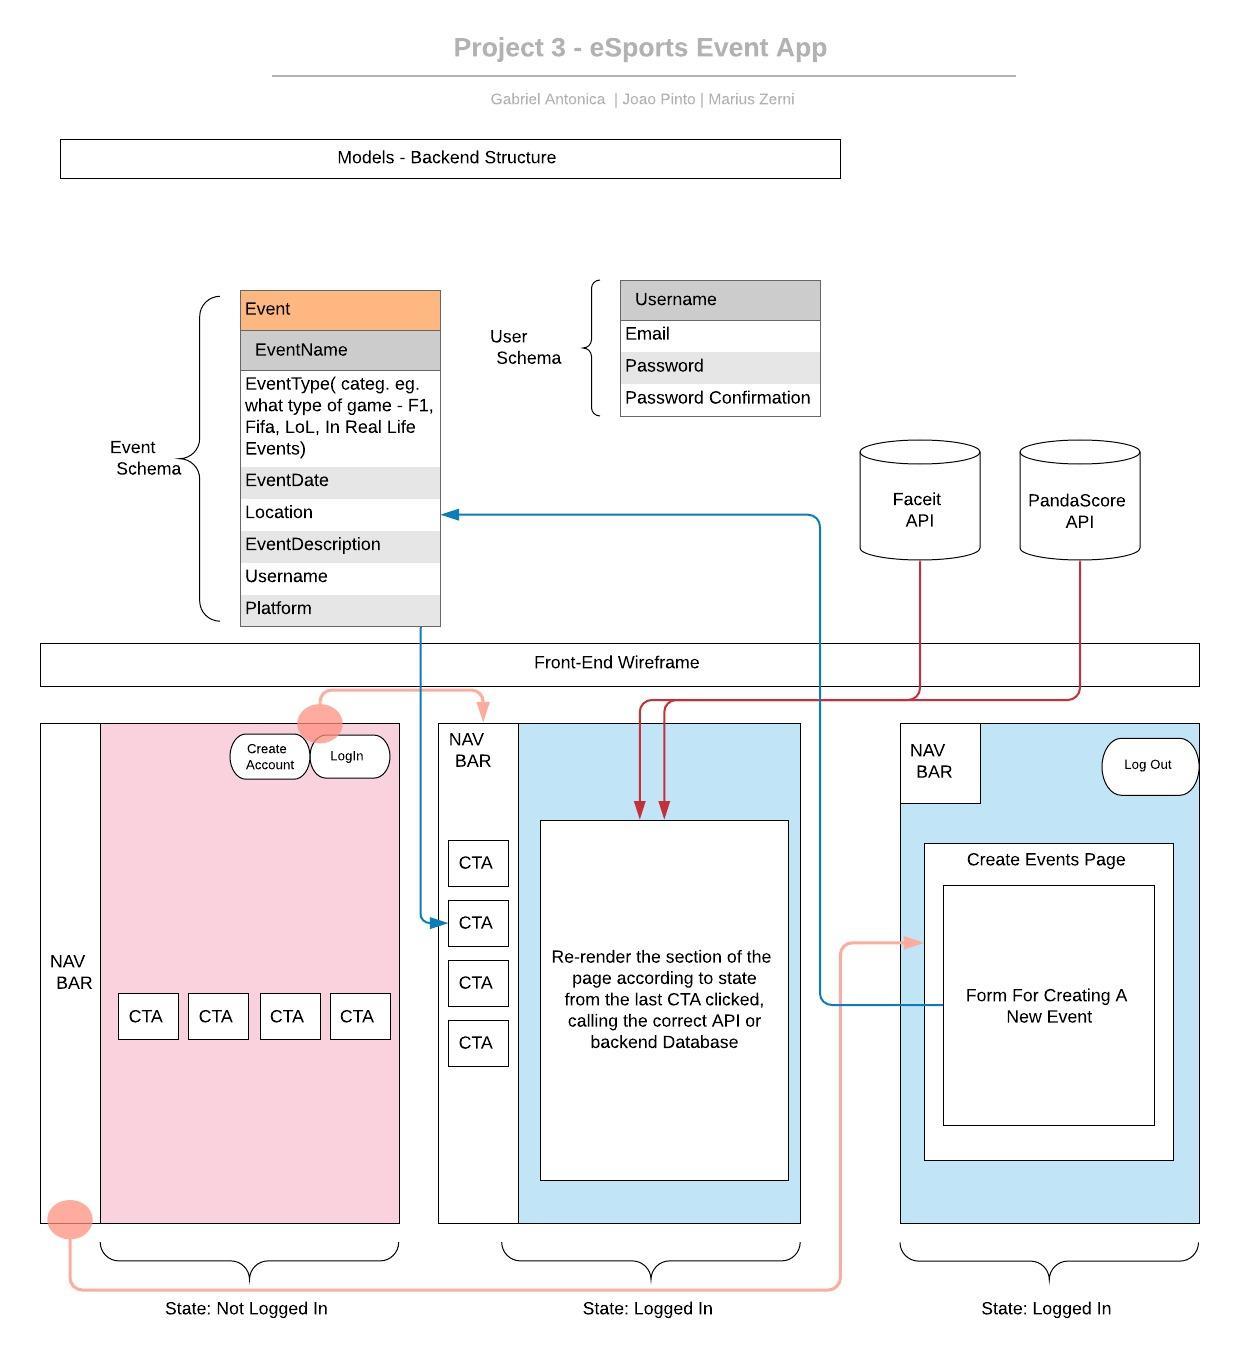 Project 3 - eSports Event App
Gabriel Antonica | Joao Pinto | Marius Zerni
Models - Backend Structure
Event
Schema
Event
EventName
EventType( categ. eg.
what type of game - F1,
Fifa, LoL, In Real Life
Events)
EventDate
Location
EventDescription
Username
Platform
User
Schema
Username
Email
Password
Password Confirmation
Faceit
API
PandaScore
API
Front-End Wireframe
NAV
BAR
Create
Account
LogIn
CTA
CTA
CTA
CTA
State: Not Logged In
NAV
BAR
CTA
CTA
CTA
CTA
Re-render the section of the
page according to state
from the last CTA clicked,
calling the correct API or
backend Database
State: Logged In
NAV
BAR
Log Out
Create Events Page
Form For Creating A
New Event
State: Logged In